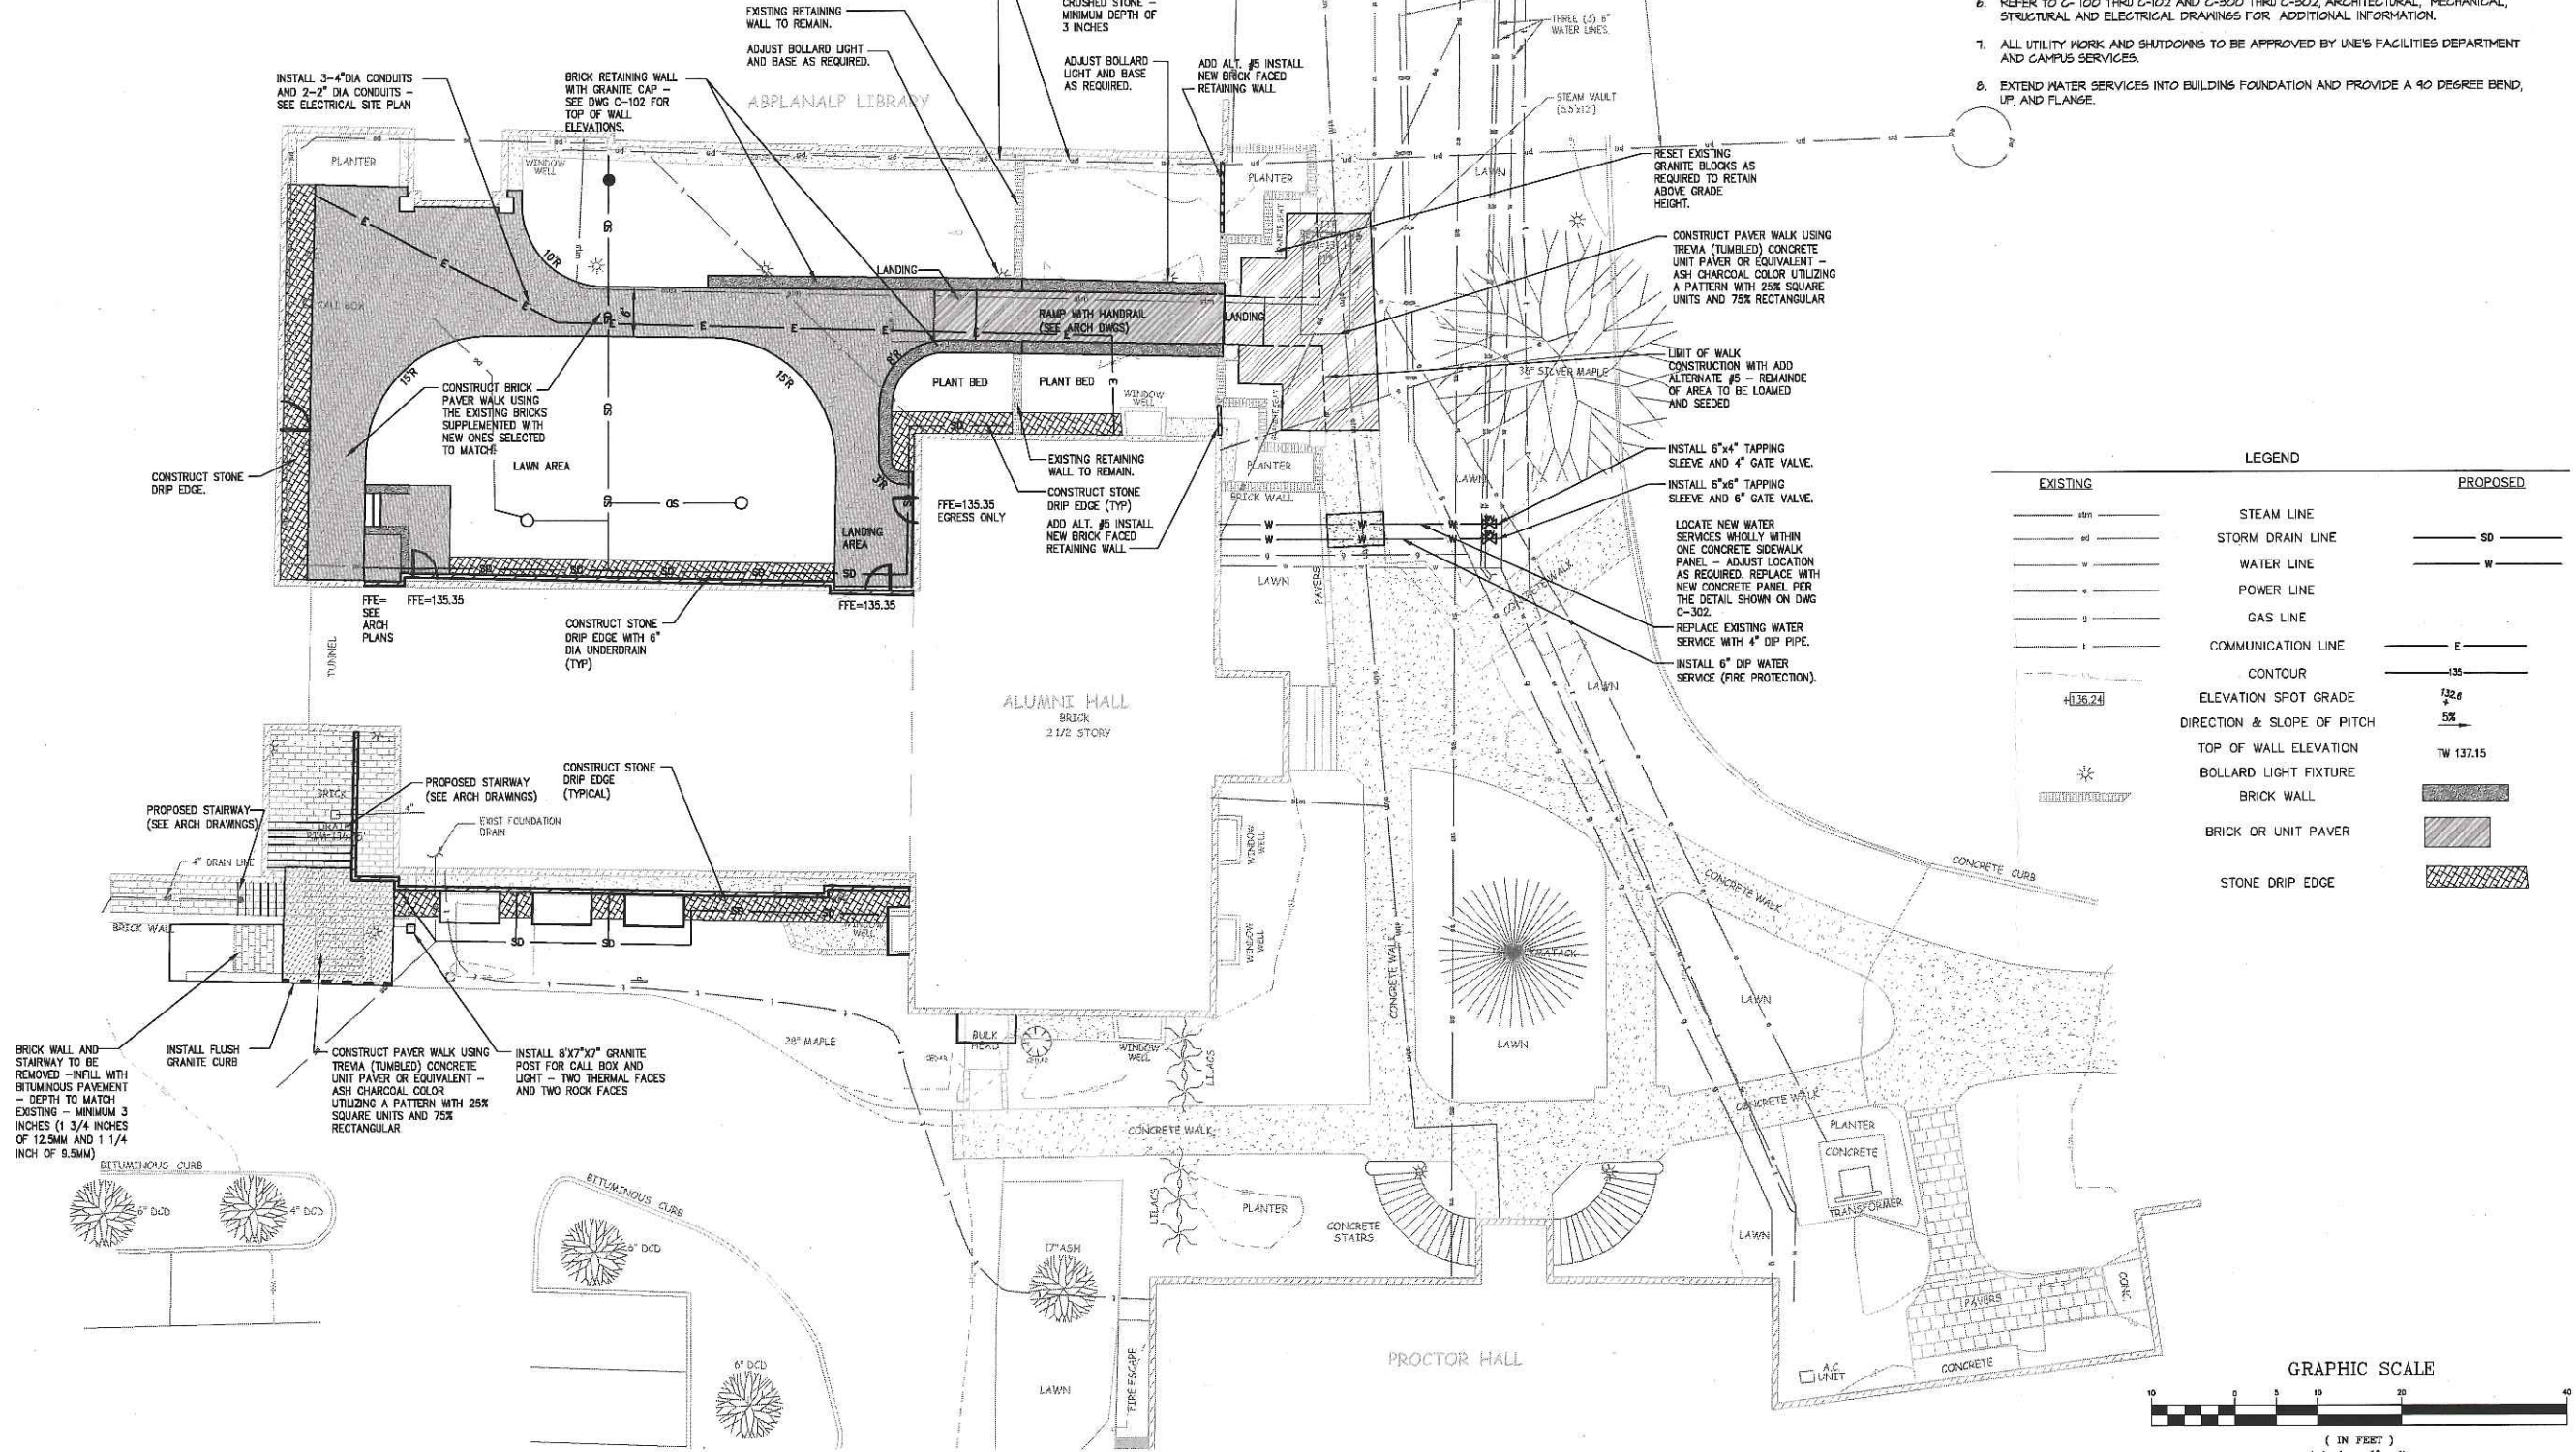 EXISTING RETAINING
WALL TO REMAIN.
ADJUST BOLLARD LIGHT
AND BASE AS REQUIRED.
CRUSHED STONE –
MINIMUM DEPTH OF
3 INCHES
ADJUST BOLLARD
LIGHT AND BASE
AS REQUIRED.
ADD ALT. #5 INSTALL
NEW BRICK FACED
RETAINING WALL
THREE (3) 6"
WATER LINES.
STEAM VAULT
(5.5'x12')
6. REFER TO C-100 THRU C-102 AND C-300 THRU C-302, ARCHITECTURAL, MECHANICAL,
STRUCTURAL AND ELECTRICAL DRAWINGS FOR ADDITIONAL INFORMATION.
7. ALL UTILITY WORK AND SHUTDOWNS TO BE APPROVED BY UNE'S FACILITIES DEPARTMENT
AND CAMPUS SERVICES.
8. EXTEND WATER SERVICES INTO BUILDING FOUNDATION AND PROVIDE A 90 DEGREE BEND,
UP, AND FLANGE.
INSTALL 3-4"DIA CONDUITS
AND 2-2" DIA CONDUITS –
SEE ELECTRICAL SITE PLAN
BRICK RETAINING WALL
WITH GRANITE CAP –
SEE DWG C-102 FOR
TOP OF WALL
ELEVATIONS.
ABPLANALP LIBRARY
PLANTER
WINDOW
WELL
PLANTER
LAWN
RESET EXISTING
GRANITE BLOCKS AS
REQUIRED TO RETAIN
ABOVE GRADE
HEIGHT.
CONSTRUCT PAVER WALK USING
TREVIA (TUMBLED) CONCRETE
UNIT PAVER OR EQUIVALENT –
ASH CHARCOAL COLOR UTILIZING
A PATTERN WITH 25% SQUARE
UNITS AND 75% RECTANGULAR
CALL BOX
10'R
LANDING
6'
RAMP WITH HANDRAIL
(SEE ARCH DWGS)
LANDING
15'R
15'R
PLANT BED
PLANT BED
WINDOW
WELL
CONSTRUCT BRICK
PAVER WALK USING
THE EXISTING BRICKS
SUPPLEMENTED WITH
NEW ONES SELECTED
TO MATCH.
LAWN AREA
LIMIT OF WALK
CONSTRUCTION WITH ADD
ALTERNATE #5 – REMAINDE
OF AREA TO BE LOAMED
AND SEEDED
36" SILVER MAPLE
CONSTRUCT STONE
DRIP EDGE.
EXISTING RETAINING
WALL TO REMAIN.
PLANTER
BRICK WALL
CONSTRUCT STONE
DRIP EDGE (TYP)
3'R
FFE=135.35
EGRESS ONLY
ADD ALT. #5 INSTALL
NEW BRICK FACED
RETAINING WALL
LANDING
AREA
LAWN
INSTALL 6"x4" TAPPING
SLEEVE AND 4" GATE VALVE.
INSTALL 6"x6" TAPPING
SLEEVE AND 6" GATE VALVE.
LOCATE NEW WATER
SERVICES WHOLLY WITHIN
ONE CONCRETE SIDEWALK
PANEL – ADJUST LOCATION
AS REQUIRED. REPLACE WITH
NEW CONCRETE PANEL PER
THE DETAIL SHOWN ON DWG
C-302.
REPLACE EXISTING WATER
SERVICE WITH 4" DIP PIPE.
INSTALL 6" DIP WATER
SERVICE (FIRE PROTECTION).
LAWN
PAVERS
CONCRETE WALK
LAWN
FFE=
SEE
ARCH
PLANS
FFE=135.35
FFE=135.35
CONSTRUCT STONE
DRIP EDGE WITH 6"
DIA UNDERDRAIN
(TYP)
TUNNEL
LEGEND
EXISTING PROPOSED
stm STEAM LINE
sd STORM DRAIN LINE SD
w WATER LINE W
e POWER LINE
g GAS LINE
t COMMUNICATION LINE E
CONTOUR 135
+136.24 ELEVATION SPOT GRADE 132.6 +
DIRECTION & SLOPE OF PITCH 5%
TOP OF WALL ELEVATION TW 137.15
BOLLARD LIGHT FIXTURE
BRICK WALL
BRICK OR UNIT PAVER
STONE DRIP EDGE
ALUMNI HALL
BRICK
2 1/2 STORY
BRICK
DRAIN
4"
PROPOSED STAIRWAY
(SEE ARCH DRAWINGS)
PROPOSED STAIRWAY
(SEE ARCH DRAWINGS)
CONSTRUCT STONE
DRIP EDGE
(TYPICAL)
EXIST FOUNDATION
DRAIN
4" DRAIN LINE
BRICK WALL
WINDOW
WELL
WINDOW
WELL
WINDOW
WELL
CONCRETE CURB
CONCRETE WALK
CONCRETE WALK
LAWN
LAWN
BRICK WALL AND
STAIRWAY TO BE
REMOVED –INFILL WITH
BITUMINOUS PAVEMENT
– DEPTH TO MATCH
EXISTING – MINIMUM 3
INCHES (1 3/4 INCHES
OF 12.5MM AND 1 1/4
INCH OF 9.5MM)
INSTALL FLUSH
GRANITE CURB
CONSTRUCT PAVER WALK USING
TREVIA (TUMBLED) CONCRETE
UNIT PAVER OR EQUIVALENT –
ASH CHARCOAL COLOR
UTILIZING A PATTERN WITH 25%
SQUARE UNITS AND 75%
RECTANGULAR
INSTALL 8'X7"X7" GRANITE
POST FOR CALL BOX AND
LIGHT – TWO THERMAL FACES
AND TWO ROCK FACES
28" MAPLE
BULK
HEAD
WINDOW
WELL
LILACS
CONCRETE WALK
CONCRETE WALK
PLANTER
CONCRETE
TRANSFORMER
BITUMINOUS CURB
6" DCD
4" DCD
BITUMINOUS CURB
6" DCD
6" DCD
17"ASH
LILACS
PLANTER
CONCRETE
STAIRS
LAWN
LAWN
FIRE ESCAPE
PROCTOR HALL
PAVERS
CONC.
A.C.
UNIT
CONCRETE
GRAPHIC SCALE
10 0 5 10 20 40
( IN FEET )